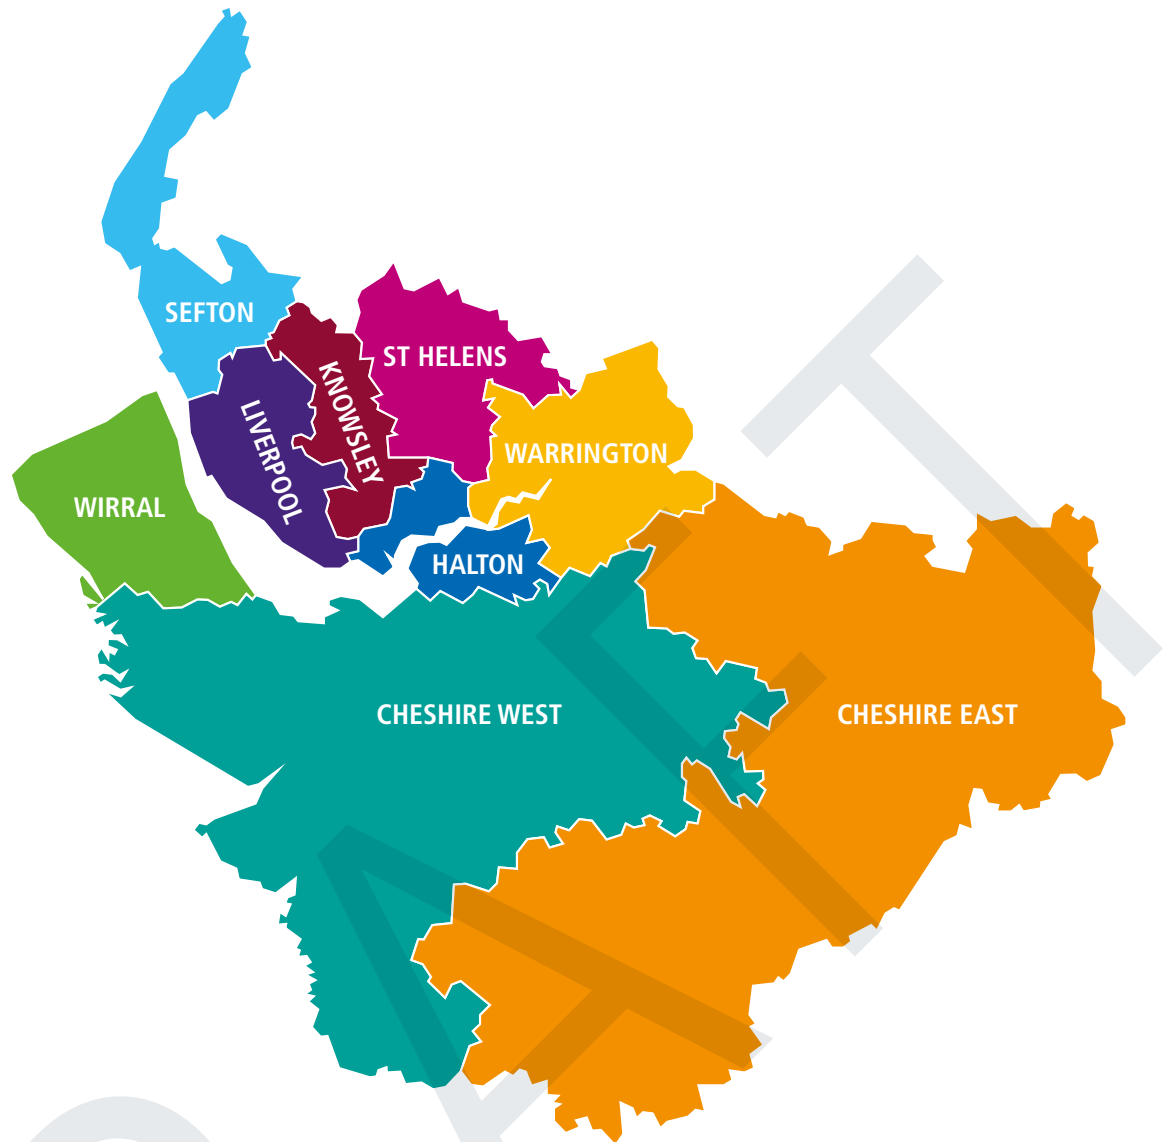 SEFTON
ST HELENS
KNOWSLEY
LIVERPOOL
WARRINGTON
WIRRAL
HALTON
CHESHIRE WEST
CHESHIRE EAST